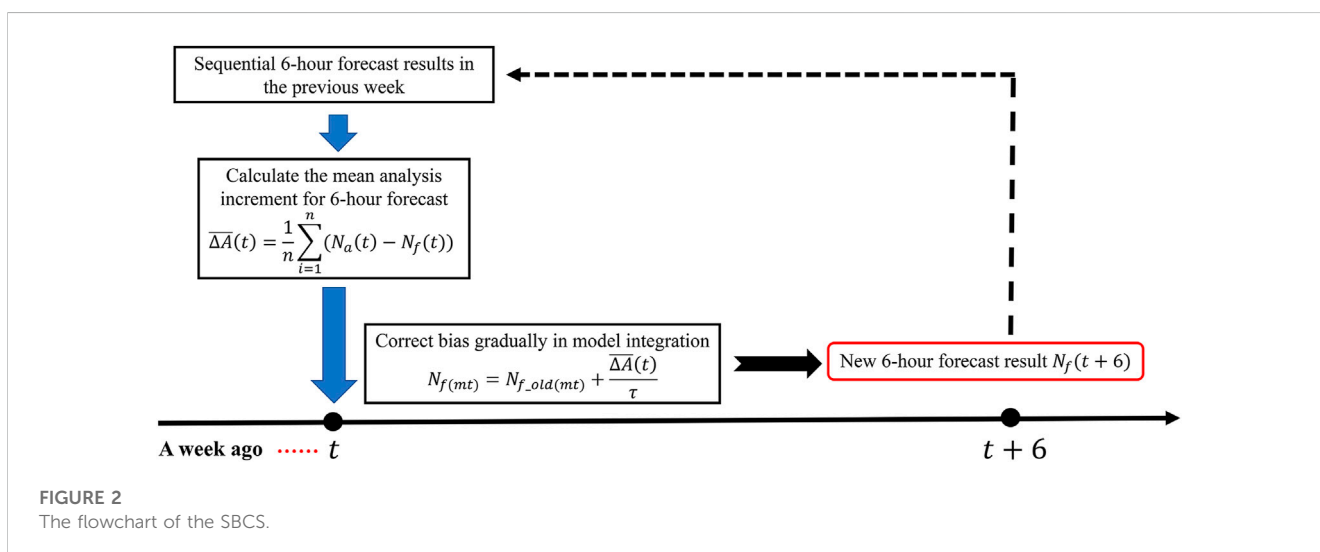 Sequential 6-hour forecast results in
the previous week
Calculate the mean analysis
increment for 6-hour forecast
$\overline{\Delta A}(t) = \frac{1}{n}\sum_{i=1}^{n}(N_a(t) - N_f(t))$
Correct bias gradually in model integration
$N_{f(mt)} = N_{f\_old(mt)} + \frac{\overline{\Delta A}(t)}{\tau}$
New 6-hour forecast result $N_f(t + 6)$
A week ago ...... $t$
$t + 6$
FIGURE 2
The flowchart of the SBCS.